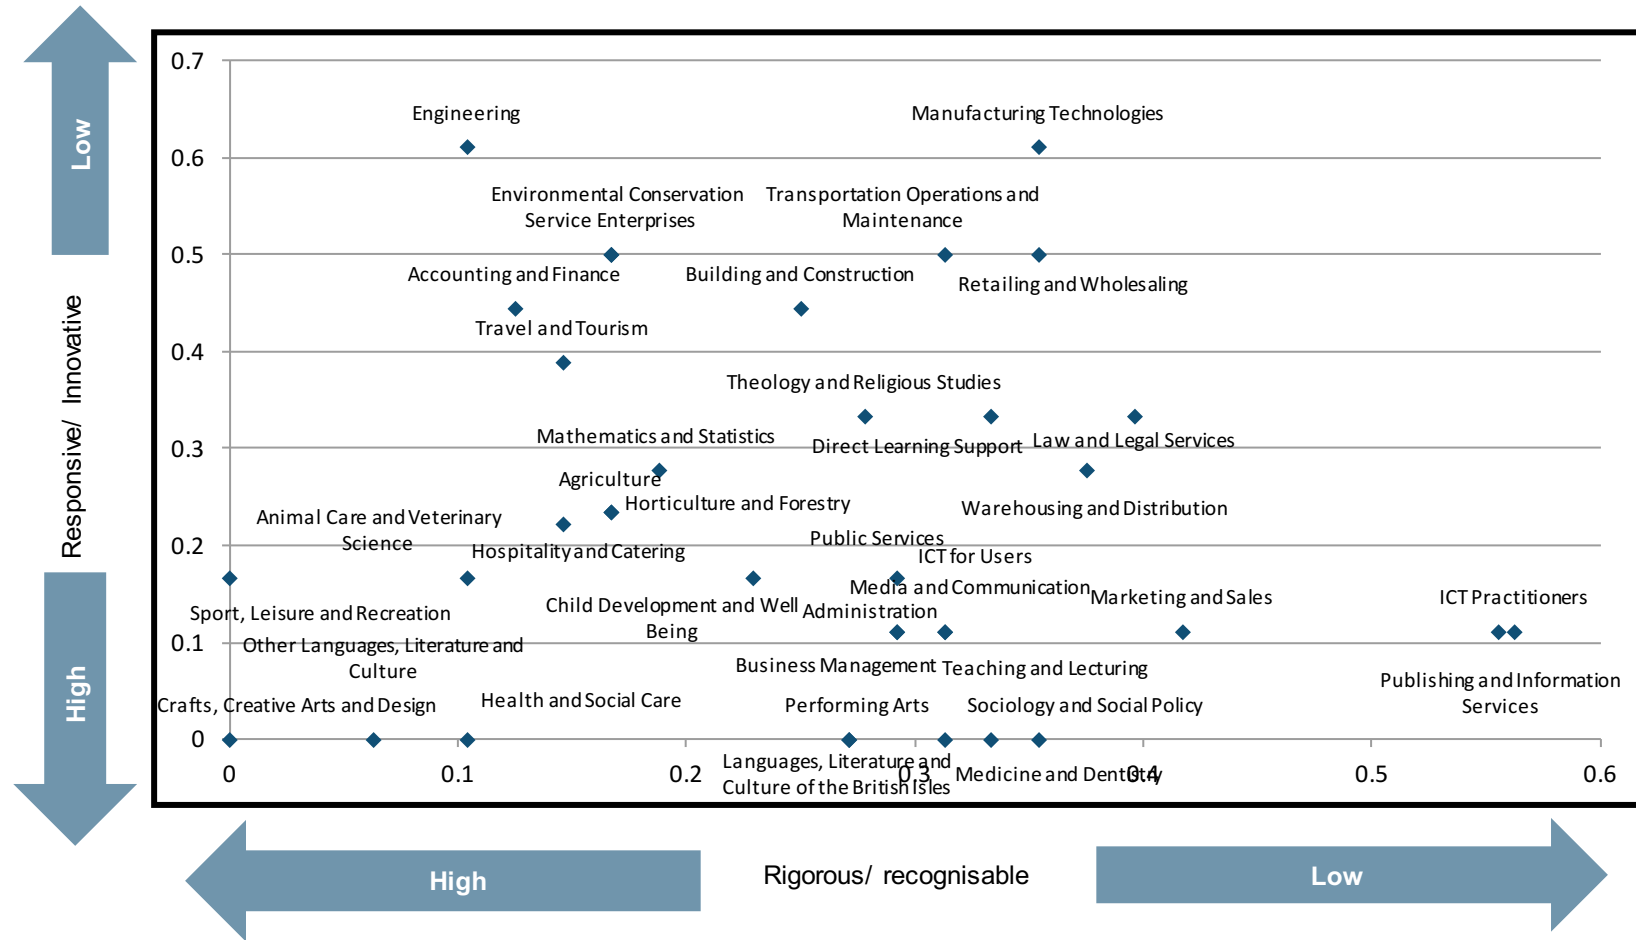 Low
Responsive/ Innovative
High
0.7
0.6
0.5
0.4
0.3
0.2
0.1
0
Engineering
Manufacturing Technologies
Environmental Conservation
Service Enterprises
Transportation Operations and
Maintenance
Accounting and Finance
Building and Construction
Retailing and Wholesaling
Travel and Tourism
Theology and Religious Studies
Mathematics and Statistics
Direct Learning Support
Law and Legal Services
Agriculture
Horticulture and Forestry
Warehousing and Distribution
Animal Care and Veterinary
Science
Hospitality and Catering
Public Services
ICT for Users
Media and Communication
Marketing and Sales
ICT Practitioners
Sport, Leisure and Recreation
Child Development and Well
Being
Administration
Other Languages, Literature and
Culture
Business Management
Teaching and Lecturing
Publishing and Information
Services
Crafts, Creative Arts and Design
Health and Social Care
Performing Arts
Sociology and Social Policy
Languages, Literature and
Culture of the British Isles
Medicine and Dentistry
0
0.1
0.2
0.3
0.4
0.5
0.6
High
Rigorous/ recognisable
Low